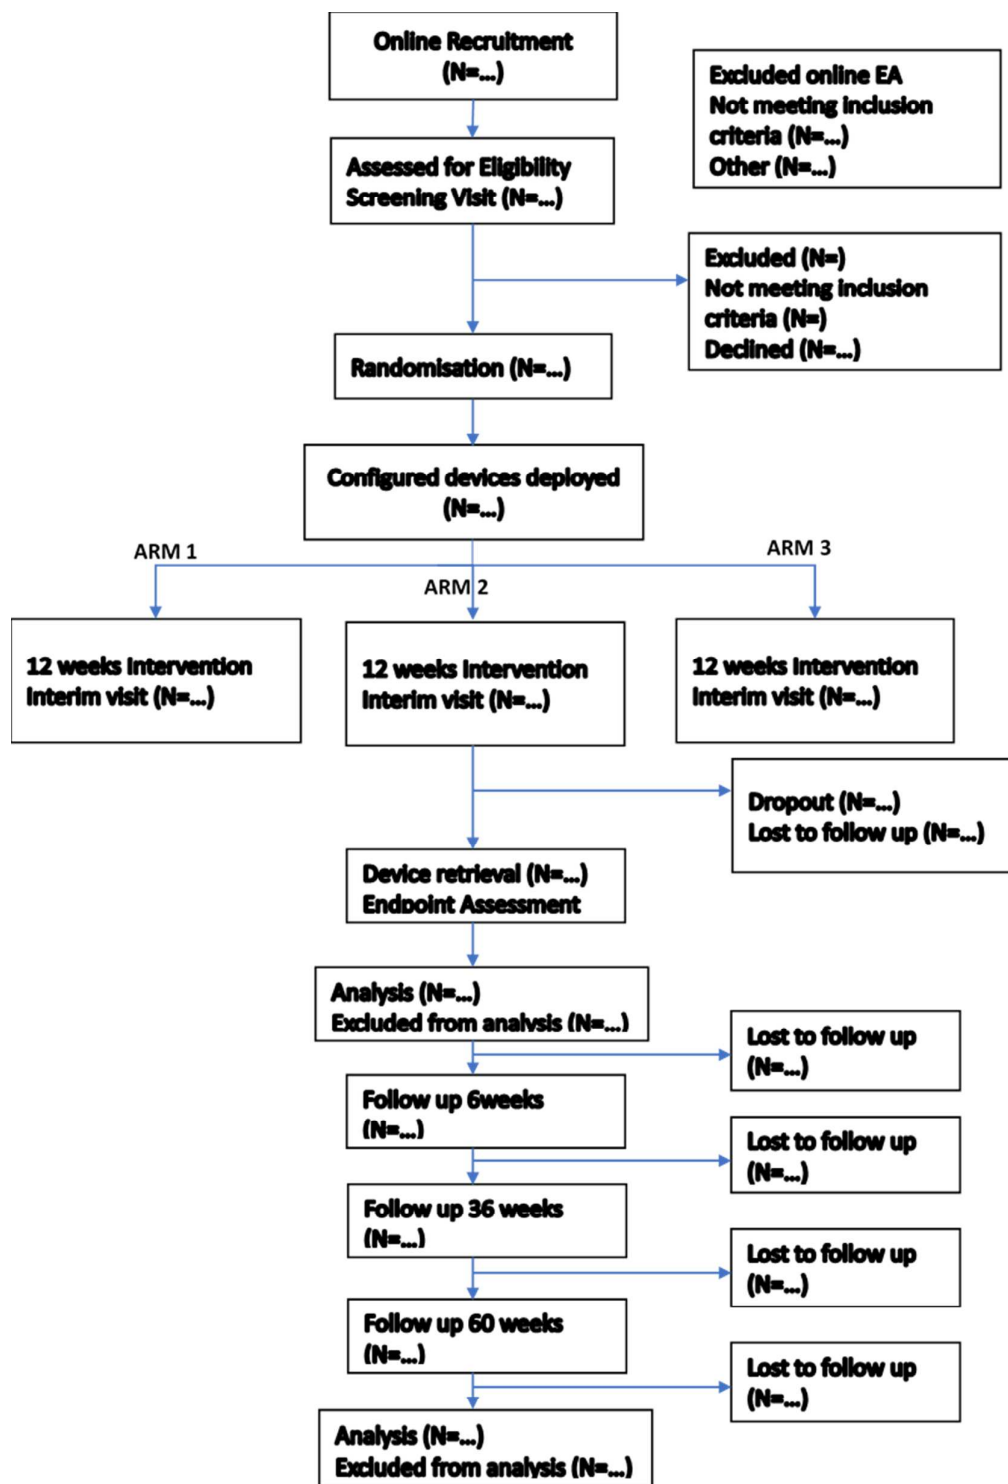 Online Recruitment
(N=...)
Excluded online EA
Not meeting inclusion
criteria (N=...)
Other (N=...)
Assessed for Eligibility
Screening Visit (N=...)
Excluded (N=)
Not meeting inclusion
criteria (N=)
Declined (N=...)
Randomisation (N=...)
Configured devices deployed
(N=...)
ARM 1
ARM 2
ARM 3
12 weeks Intervention
Interim visit (N=...)
12 weeks Intervention
Interim visit (N=...)
12 weeks Intervention
Interim visit (N=...)
Dropout (N=...)
Lost to follow up (N=...)
Device retrieval (N=...)
Endpoint Assessment
Analysis (N=...)
Excluded from analysis (N=...)
Lost to follow up
(N=...)
Follow up 6weeks
(N=...)
Lost to follow up
(N=...)
Follow up 36 weeks
(N=...)
Lost to follow up
(N=...)
Follow up 60 weeks
(N=...)
Lost to follow up
(N=...)
Analysis (N=...)
Excluded from analysis (N=...)